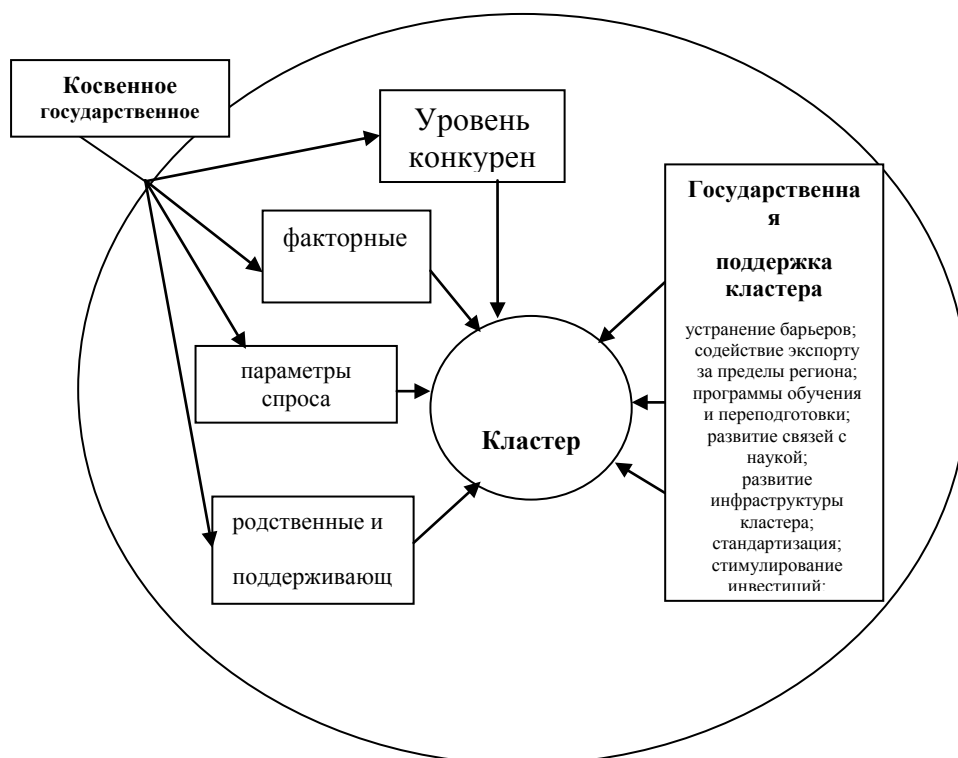 Косвенное
государственное
Уровень
конкурен
факторные
параметры
спроса
родственные и
поддерживающ
Кластер
Государственна
я
поддержка
кластера
устранение барьеров;
содействие экспорту
за пределы региона;
программы обучения
и переподготовки;
развитие связей с
наукой;
развитие
инфраструктуры
кластера;
стандартизация;
стимулирование
инвестиций;